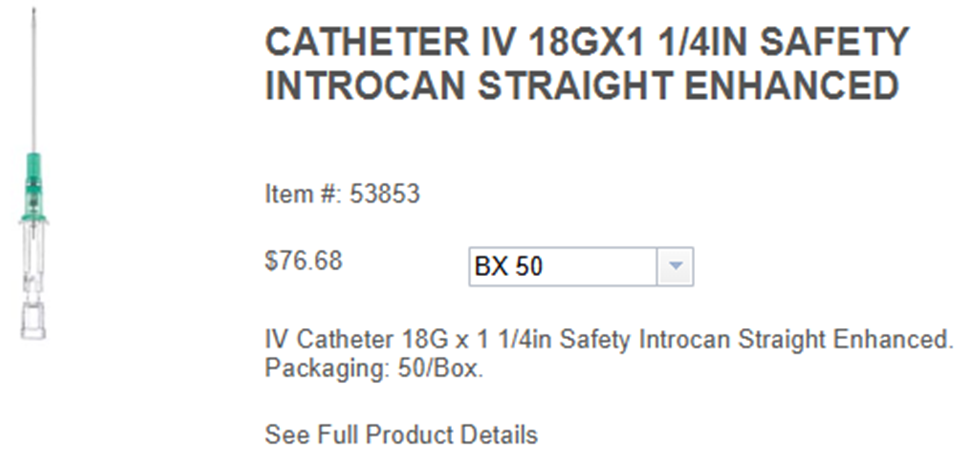 CATHETER IV 18GX1 1/4IN SAFETY
INTROCAN STRAIGHT ENHANCED
Item #: 53853
$76.68 BX 50
IV Catheter 18G x 1 1/4in Safety Introcan Straight Enhanced.
Packaging: 50/Box.
See Full Product Details